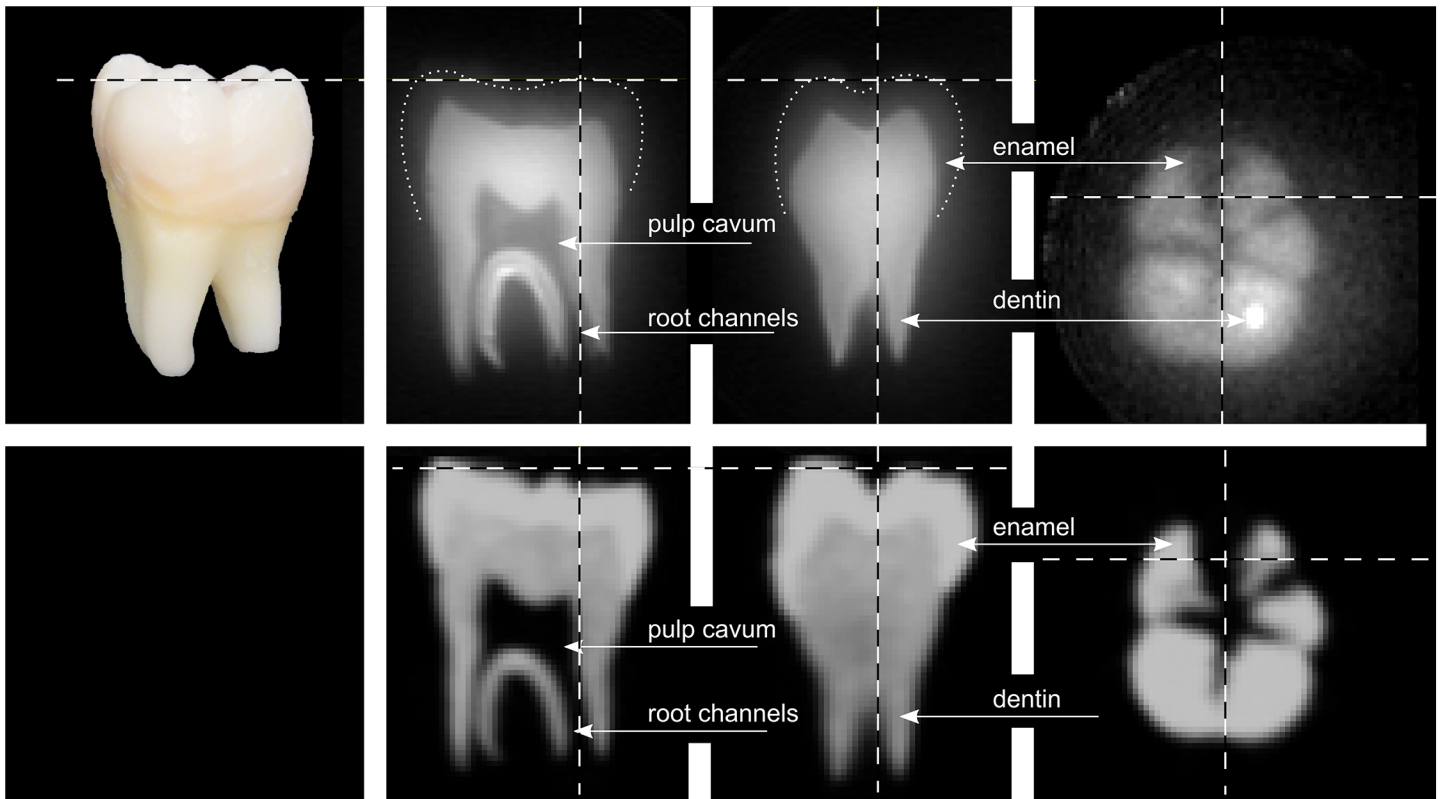 enamel
pulp cavum
dentin
root channels
enamel
pulp cavum
dentin
root channels